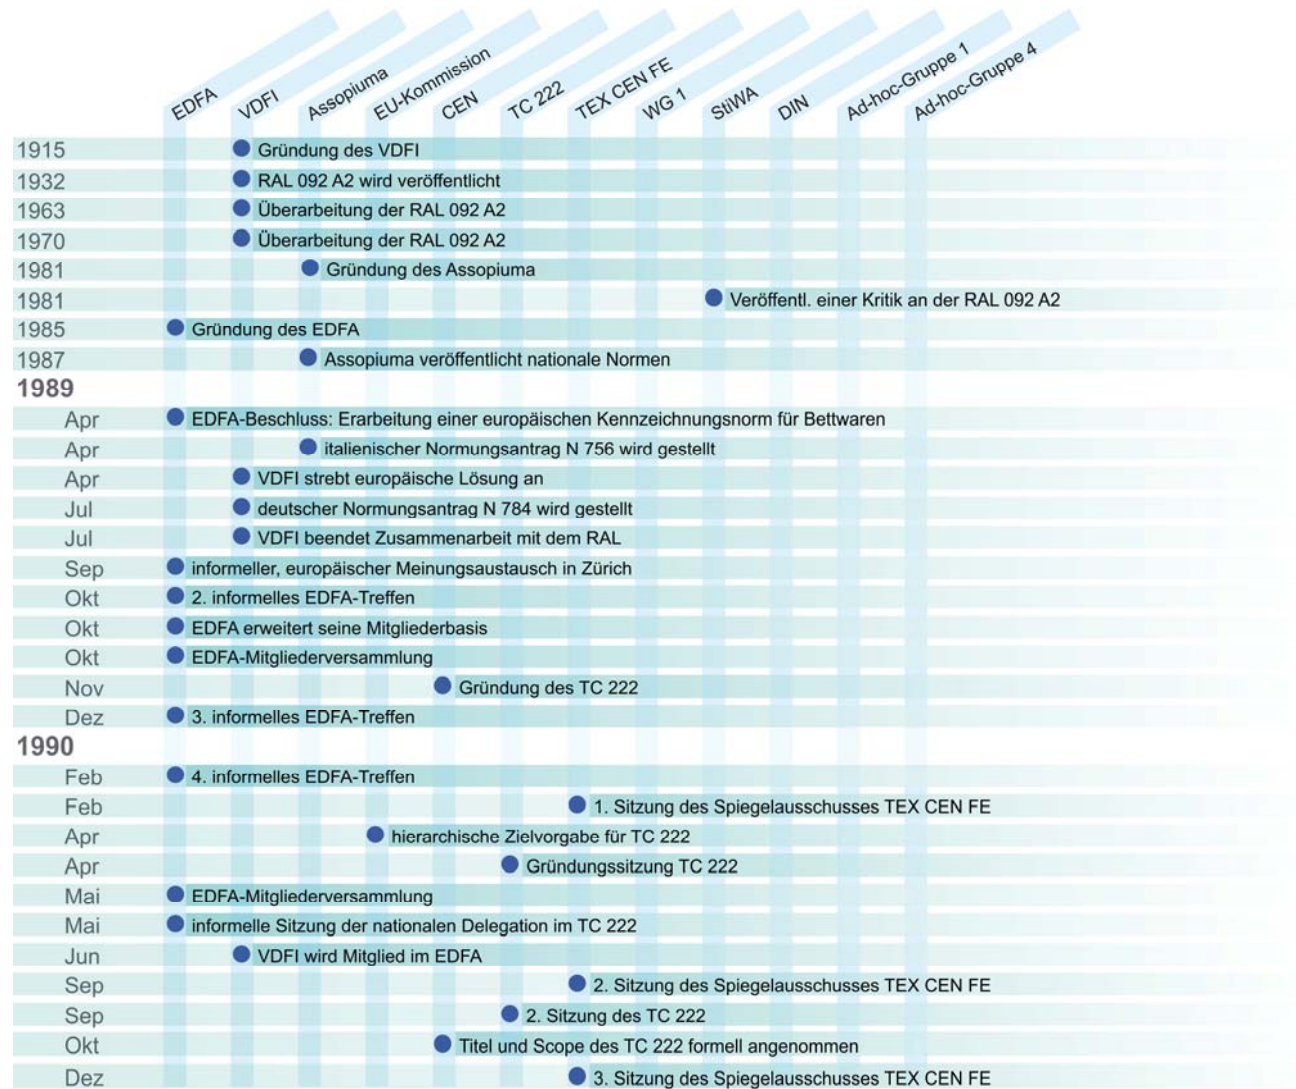 EDFA
VDFI
Assopiuma
EU-Kommission
CEN
TC 222
TEX CEN FE
WG 1
StiWA
DIN
Ad-hoc-Gruppe 1
Ad-hoc-Gruppe 4
1915 Gründung des VDFI
1932 RAL 092 A2 wird veröffentlicht
1963 Überarbeitung der RAL 092 A2
1970 Überarbeitung der RAL 092 A2
1981 Gründung des Assopiuma
1981 Veröffentl. einer Kritik an der RAL 092 A2
1985 Gründung des EDFA
1987 Assopiuma veröffentlicht nationale Normen
1989
Apr EDFA-Beschluss: Erarbeitung einer europäischen Kennzeichnungsnorm für Bettwaren
Apr italienischer Normungsantrag N 756 wird gestellt
Apr VDFI strebt europäische Lösung an
Jul deutscher Normungsantrag N 784 wird gestellt
Jul VDFI beendet Zusammenarbeit mit dem RAL
Sep informeller, europäischer Meinungsaustausch in Zürich
Okt 2. informelles EDFA-Treffen
Okt EDFA erweitert seine Mitgliederbasis
Okt EDFA-Mitgliederversammlung
Nov Gründung des TC 222
Dez 3. informelles EDFA-Treffen
1990
Feb 4. informelles EDFA-Treffen
Feb 1. Sitzung des Spiegelausschusses TEX CEN FE
Apr hierarchische Zielvorgabe für TC 222
Apr Gründungssitzung TC 222
Mai EDFA-Mitgliederversammlung
Mai informelle Sitzung der nationalen Delegation im TC 222
Jun VDFI wird Mitglied im EDFA
Sep 2. Sitzung des Spiegelausschusses TEX CEN FE
Sep 2. Sitzung des TC 222
Okt Titel und Scope des TC 222 formell angenommen
Dez 3. Sitzung des Spiegelausschusses TEX CEN FE